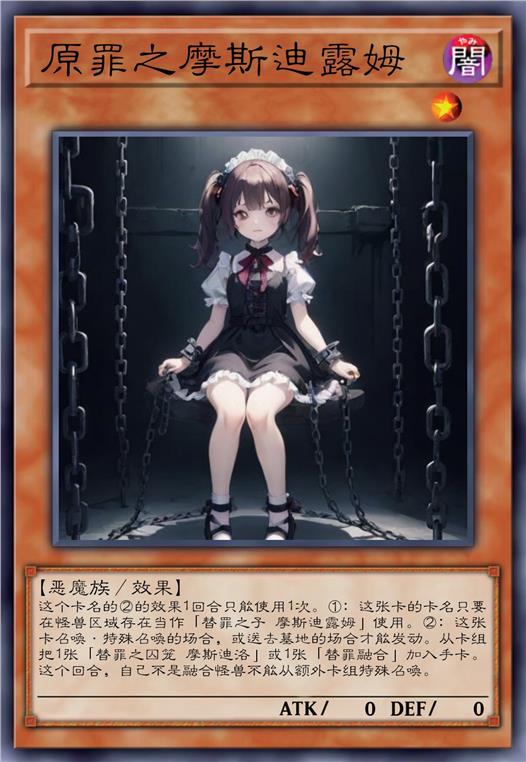 原罪之摩斯迪露姆
やみ
闇
【恶魔族／效果】
这个卡名的②的效果1回合只能使用1次。①：这张卡的卡名只要
在怪兽区域存在当作「替罪之子 摩斯迪露姆」使用。②：这张
卡召唤·特殊召唤的场合，或送去墓地的场合才能发动。从卡组
把1张「替罪之囚笼 摩斯迪洛」或1张「替罪融合」加入手卡。
这个回合，自己不是融合怪兽不能从额外卡组特殊召唤。
ATK/ 0 DEF/ 0